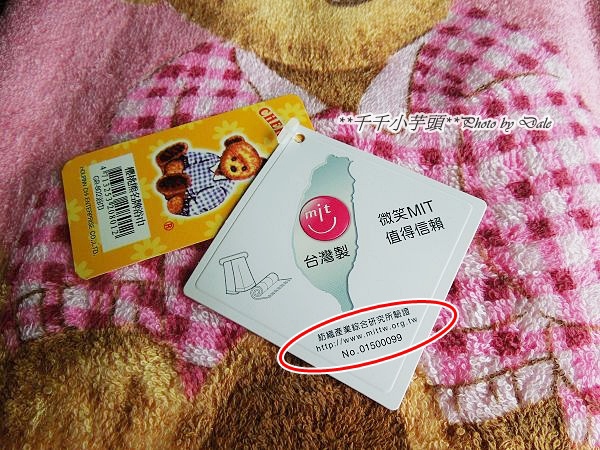 **千千小芋頭**Photo by Dale
CHE
®
mit
台灣製
微笑MIT
值得信賴
紡織產業綜合研究所驗證
http://www.mittw.org.tw
No.01500099